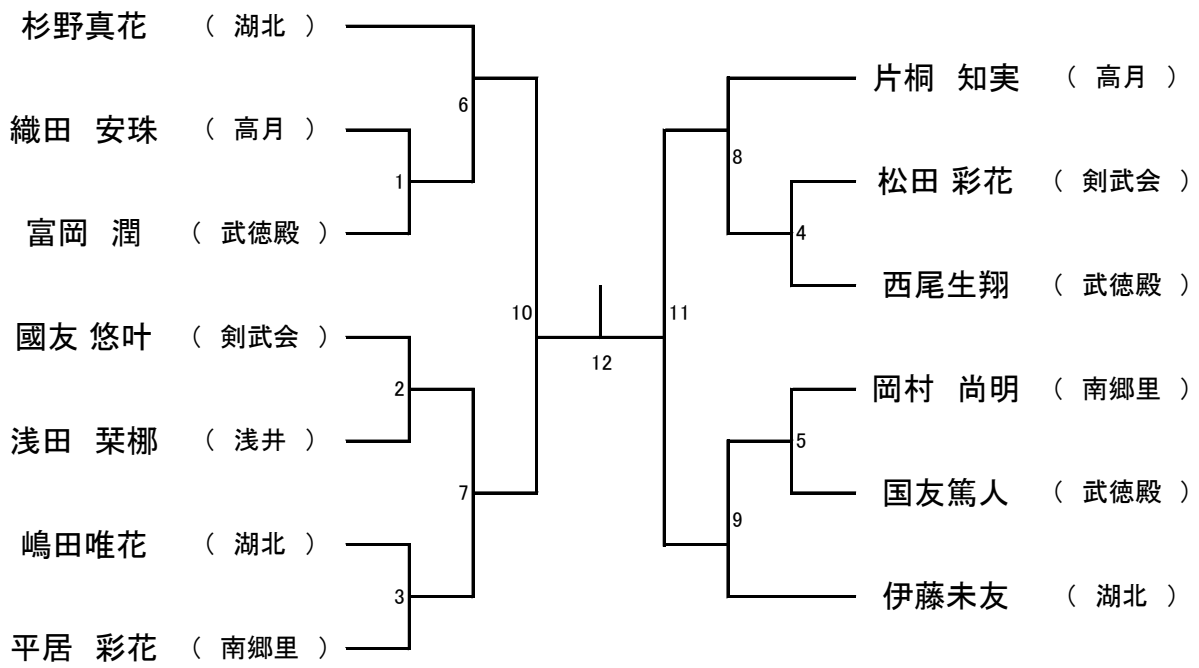 杉野真花 （ 湖北 ）
6
織田 安珠 （ 高月 ）
1
富岡 潤 （ 武徳殿 ）
10
國友 悠叶 （ 剣武会 ）
2
浅田 栞梛 （ 浅井 ）
7
嶋田唯花 （ 湖北 ）
3
平居 彩花 （ 南郷里 ）
12
片桐 知実 （ 高月 ）
8
松田 彩花 （ 剣武会 ）
4
西尾生翔 （ 武徳殿 ）
11
岡村 尚明 （ 南郷里 ）
5
国友篤人 （ 武徳殿 ）
9
伊藤未友 （ 湖北 ）